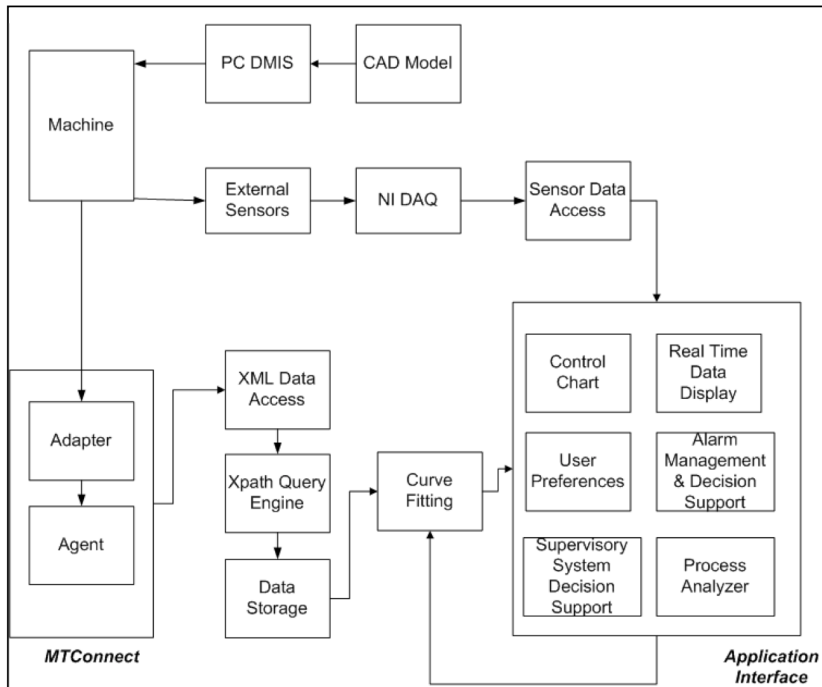 PC DMIS
CAD Model
Machine
External
Sensors
NI DAQ
Sensor Data
Access
XML Data
Access
Xpath Query
Engine
Data
Storage
Adapter
Agent
MTConnect
Curve
Fitting
Control
Chart
Real Time
Data
Display
User
Preferences
Alarm
Management
& Decision
Support
Supervisory
System
Decision
Support
Process
Analyzer
Application
Interface